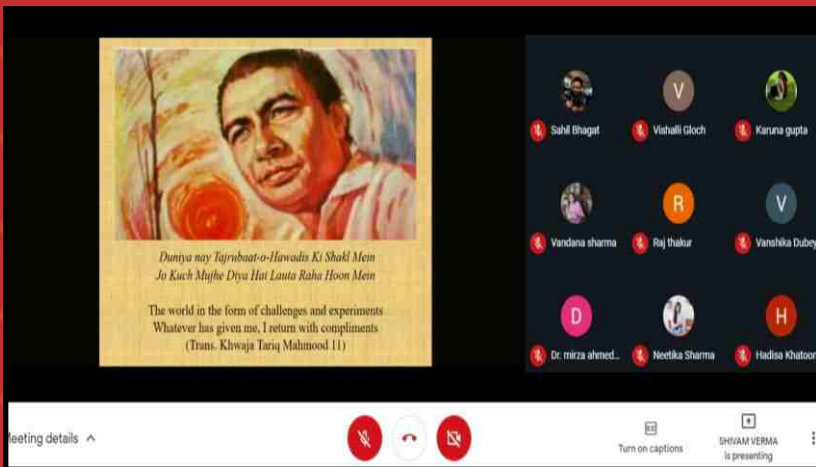 Duniya nay Tajrubaat-o-Hawadis Ki Shakl Mein
Jo Kuch Mujhe Diya Hai Lauta Raha Hoon Mein
The world in the form of challenges and experiments
Whatever has given me, I return with compliments
(Trans. Khwaja Tariq Mahmood 11)
Sahil Bhagat
V
Vishalli Gloch
Karuna gupta
Vandana sharma
R
Raj thakur
V
Vanshika Dubey
D
Dr. mirza ahmed...
Neetika Sharma
H
Hadisa Khatoon
Meeting details
Turn on captions
SHIVAM VERMA
is presenting